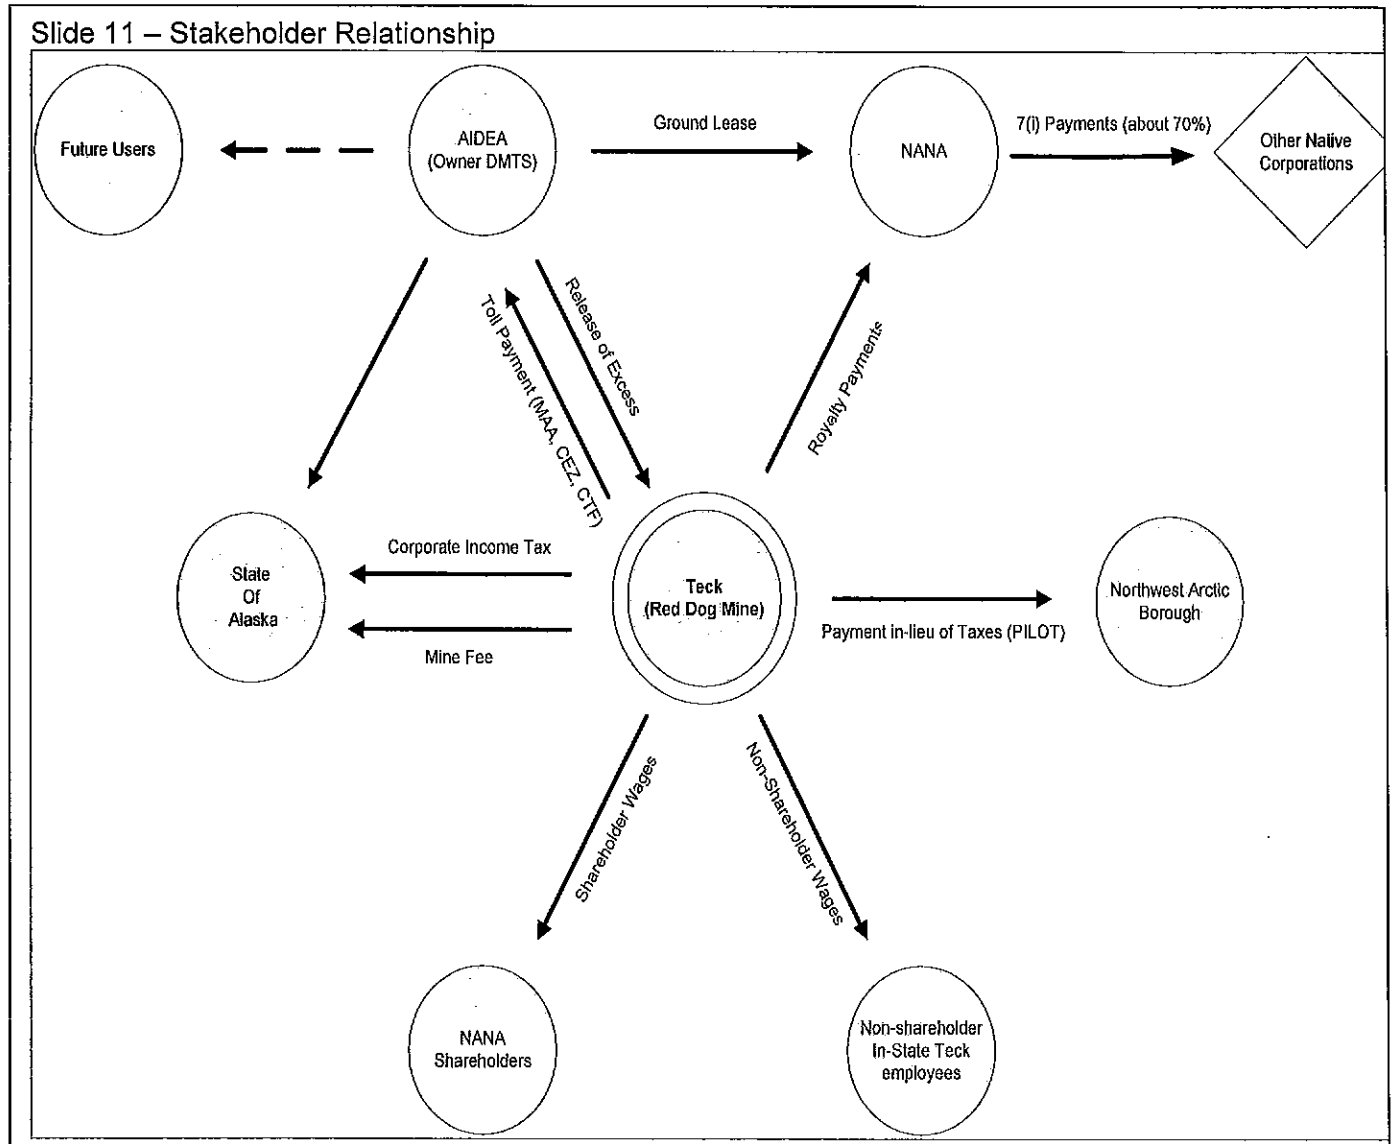 Slide 11 – Stakeholder Relationship
Future Users
AIDEA
(Owner DMTS)
Ground Lease
NANA
7(i) Payments (about 70%)
Other Native
Corporations
Toll Payment (MAA, CEZ, CTF)
Release of Excess
Royalty Payments
State
Of
Alaska
Corporate Income Tax
Mine Fee
Teck
(Red Dog Mine)
Payment in-lieu of Taxes (PILOT)
Northwest Arctic
Borough
Shareholder Wages
Non-Shareholder Wages
NANA
Shareholders
Non-shareholder
In-State Teck
employees